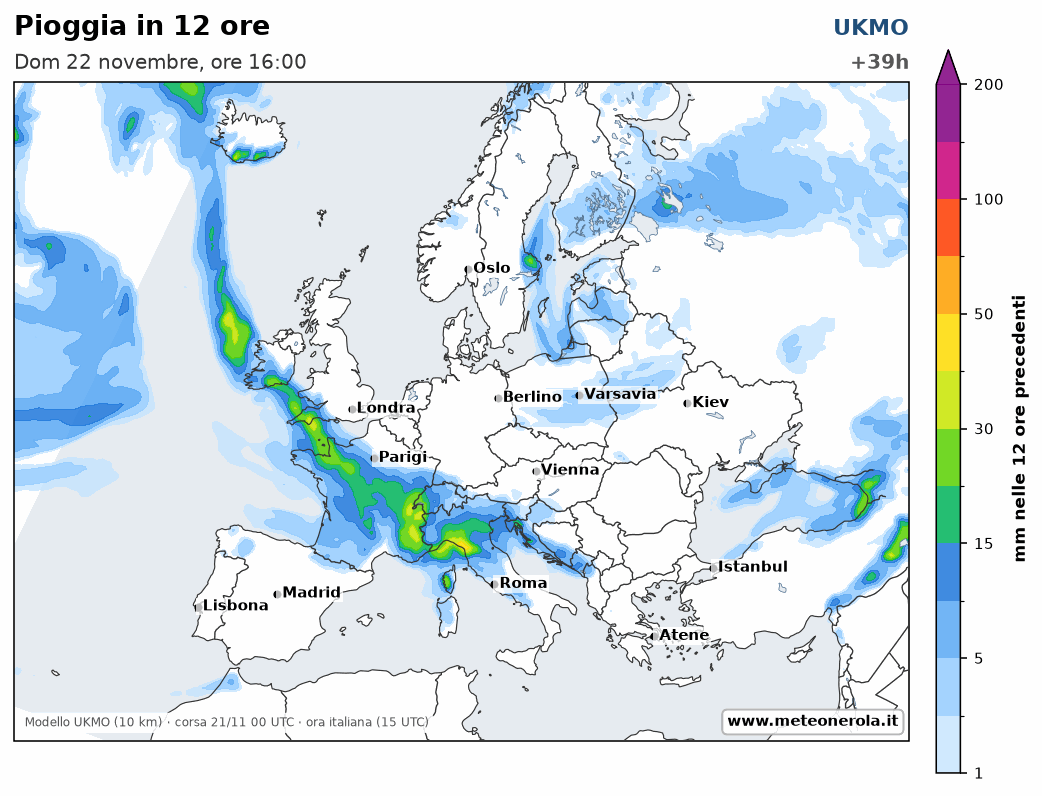 Pioggia in 12 ore
UKMO
Dom 22 novembre, ore 16:00
+39h
200
100
50
30
15
5
1
mm nelle 12 ore precedenti
Oslo
Londra
Berlino
Varsavia
Kiev
Parigi
Vienna
Istanbul
Roma
Madrid
Lisbona
Atene
Modello UKMO (10 km) · corsa 21/11 00 UTC · ora italiana (15 UTC)
www.meteonerola.it